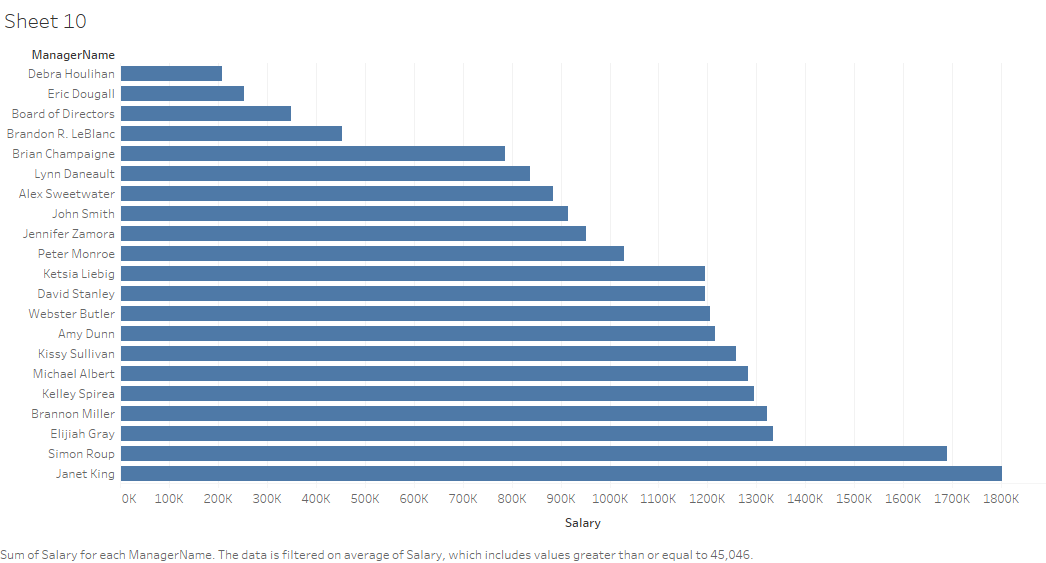 Sheet 10
ManagerName
Debra Houlihan
Eric Dougall
Board of Directors
Brandon R. LeBlanc
Brian Champaigne
Lynn Daneault
Alex Sweetwater
John Smith
Jennifer Zamora
Peter Monroe
Ketsia Liebig
David Stanley
Webster Butler
Amy Dunn
Kissy Sullivan
Michael Albert
Kelley Spirea
Brannon Miller
Elijiah Gray
Simon Roup
Janet King
0K 100K 200K 300K 400K 500K 600K 700K 800K 900K 1000K 1100K 1200K 1300K 1400K 1500K 1600K 1700K 1800K
Salary
Sum of Salary for each ManagerName. The data is filtered on average of Salary, which includes values greater than or equal to 45,046.